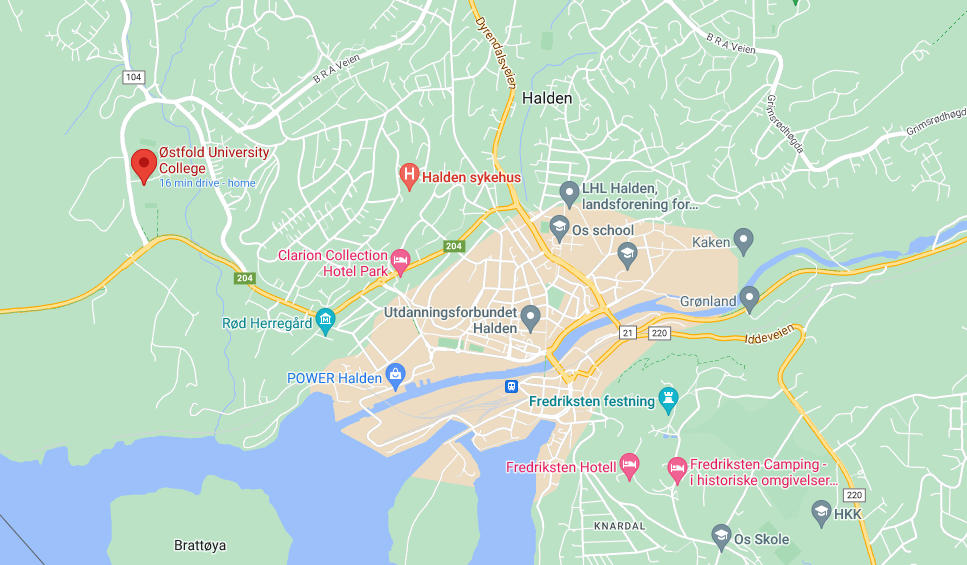 Dyrendalsveien
B R A Veien
B R A Veien
104
Halden
Grimsrødhøgda
Grimsrødhøgda
Østfold University
College
16 min drive - home
Halden sykehus
LHL Halden,
landsforening for...
Os school
Kaken
204
Clarion Collection
Hotel Park
204
Grønland
Rød Herregård
Utdanningsforbundet
Halden
21
220
Iddeveien
POWER Halden
Fredriksten festning
Fredriksten Hotell
Fredriksten Camping -
i historiske omgivelser...
220
HKK
KNARDAL
Os Skole
Brattøya